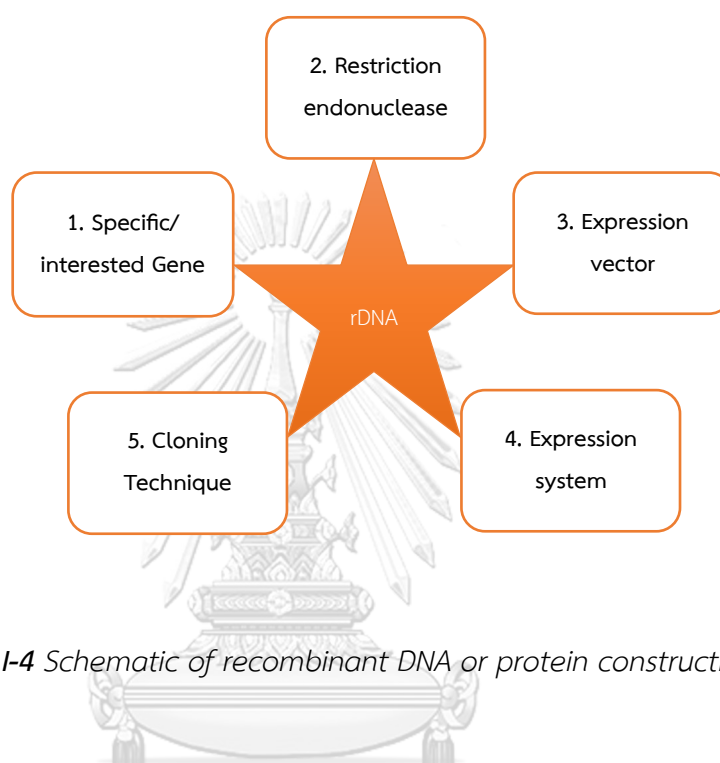 1. Specific/
interested Gene
2. Restriction
endonuclease
3. Expression
vector
4. Expression
system
5. Cloning
Technique
rDNA
I-4 Schematic of recombinant DNA or protein constructi